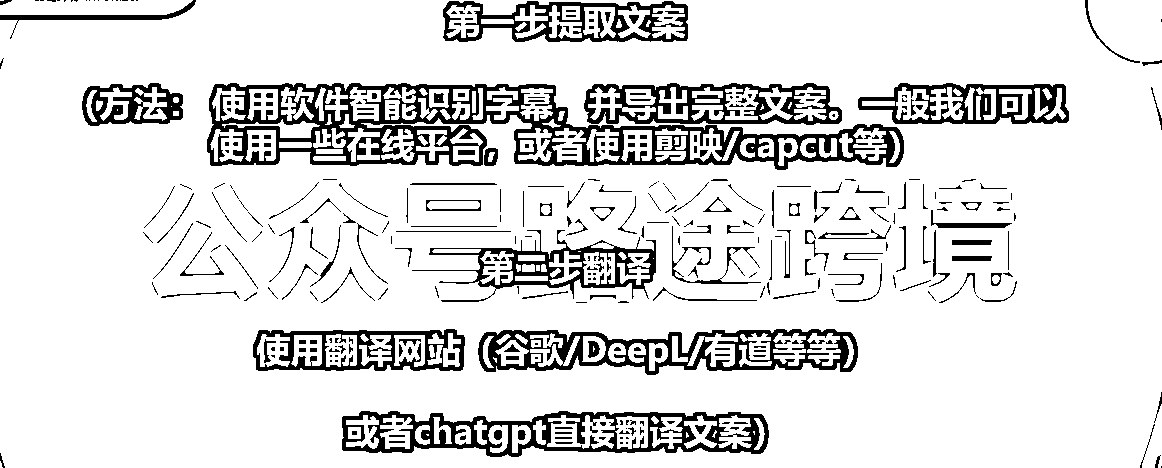 第一步提取文案
(方法： 使用软件智能识别字幕，并导出完整文案。一般我们可以
使用一些在线平台，或者使用剪映/capcut等）
公众号路途跨境
第二步翻译
使用翻译网站（谷歌/DeepL/有道等等）
或者chatgpt直接翻译文案）